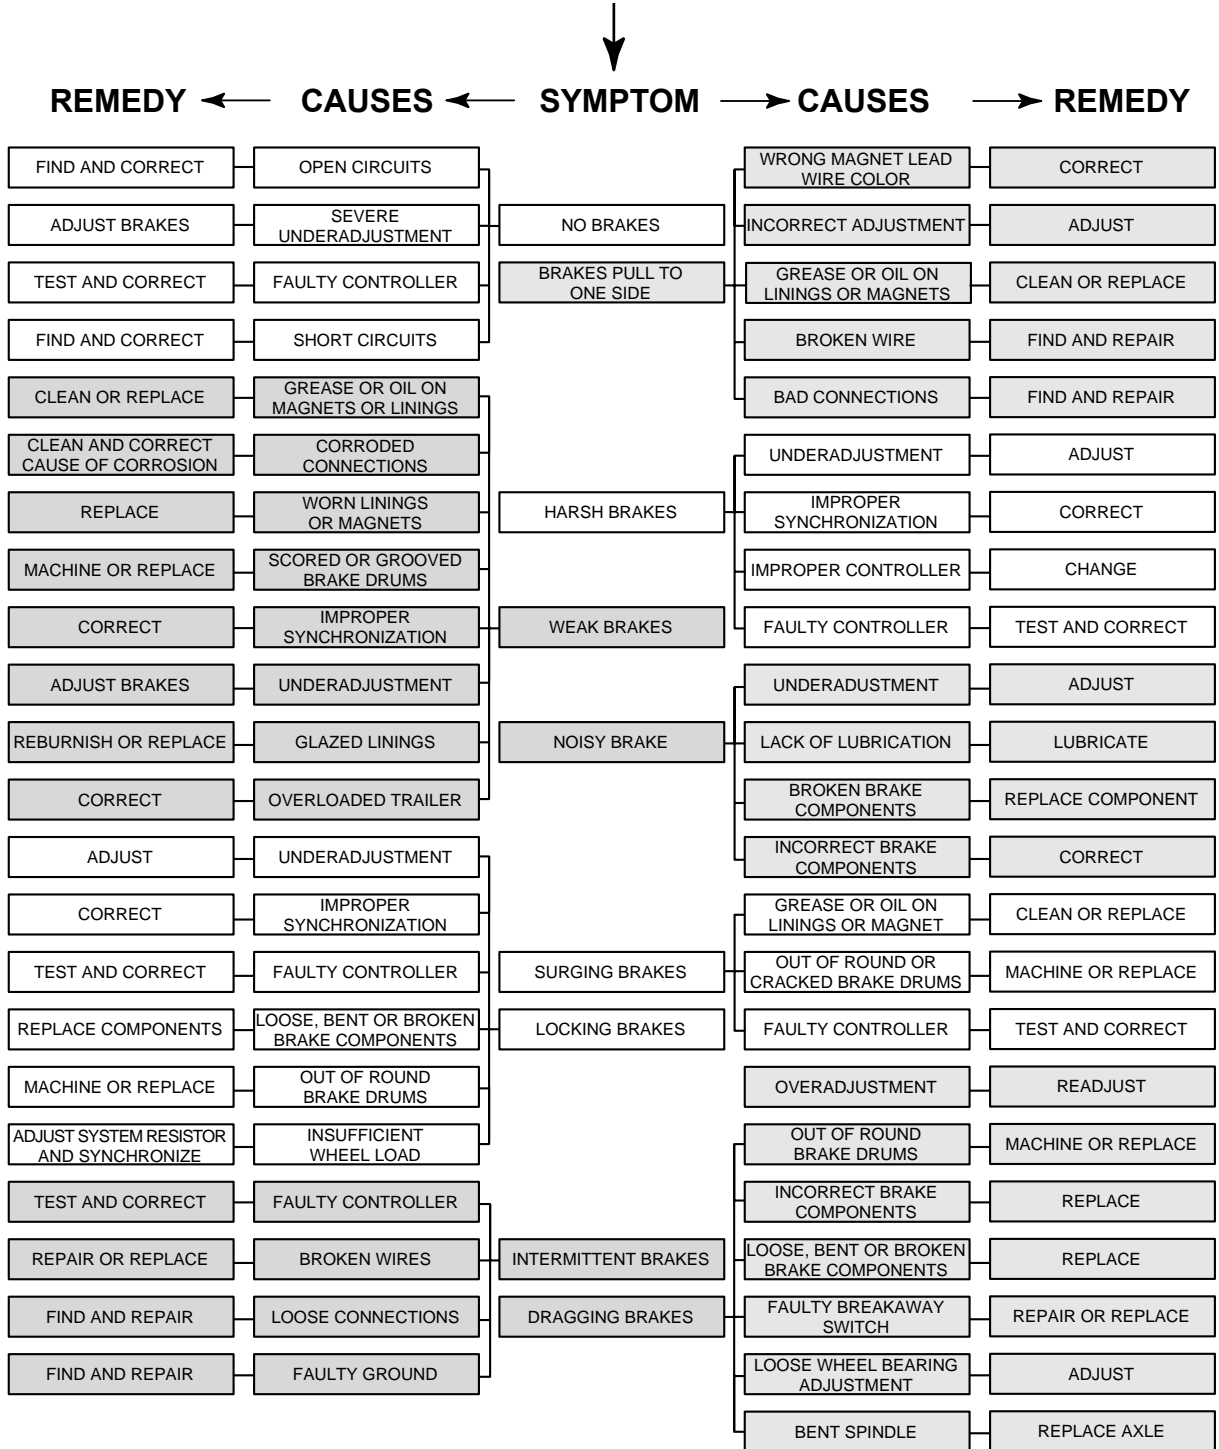 REMEDY CAUSES SYMPTOM CAUSES REMEDY
FIND AND CORRECT
OPEN CIRCUITS
WRONG MAGNET LEAD
WIRE COLOR
CORRECT
ADJUST BRAKES
SEVERE
UNDERADJUSTMENT
NO BRAKES
INCORRECT ADJUSTMENT
ADJUST
TEST AND CORRECT
FAULTY CONTROLLER
BRAKES PULL TO
ONE SIDE
GREASE OR OIL ON
LININGS OR MAGNETS
CLEAN OR REPLACE
FIND AND CORRECT
SHORT CIRCUITS
BROKEN WIRE
FIND AND REPAIR
CLEAN OR REPLACE
GREASE OR OIL ON
MAGNETS OR LININGS
BAD CONNECTIONS
FIND AND REPAIR
CLEAN AND CORRECT
CAUSE OF CORROSION
CORRODED
CONNECTIONS
UNDERADJUSTMENT
ADJUST
REPLACE
WORN LININGS
OR MAGNETS
HARSH BRAKES
IMPROPER
SYNCHRONIZATION
CORRECT
MACHINE OR REPLACE
SCORED OR GROOVED
BRAKE DRUMS
IMPROPER CONTROLLER
CHANGE
CORRECT
IMPROPER
SYNCHRONIZATION
WEAK BRAKES
FAULTY CONTROLLER
TEST AND CORRECT
ADJUST BRAKES
UNDERADJUSTMENT
UNDERADUSTMENT
ADJUST
REBURNISH OR REPLACE
GLAZED LININGS
NOISY BRAKE
LACK OF LUBRICATION
LUBRICATE
CORRECT
OVERLOADED TRAILER
BROKEN BRAKE
COMPONENTS
REPLACE COMPONENT
ADJUST
UNDERADJUSTMENT
INCORRECT BRAKE
COMPONENTS
CORRECT
CORRECT
IMPROPER
SYNCHRONIZATION
GREASE OR OIL ON
LININGS OR MAGNET
CLEAN OR REPLACE
TEST AND CORRECT
FAULTY CONTROLLER
SURGING BRAKES
OUT OF ROUND OR
CRACKED BRAKE DRUMS
MACHINE OR REPLACE
REPLACE COMPONENTS
LOOSE, BENT OR BROKEN
BRAKE COMPONENTS
LOCKING BRAKES
FAULTY CONTROLLER
TEST AND CORRECT
MACHINE OR REPLACE
OUT OF ROUND
BRAKE DRUMS
OVERADJUSTMENT
READJUST
ADJUST SYSTEM RESISTOR
AND SYNCHRONIZE
INSUFFICIENT
WHEEL LOAD
OUT OF ROUND
BRAKE DRUMS
MACHINE OR REPLACE
TEST AND CORRECT
FAULTY CONTROLLER
INCORRECT BRAKE
COMPONENTS
REPLACE
REPAIR OR REPLACE
BROKEN WIRES
INTERMITTENT BRAKES
LOOSE, BENT OR BROKEN
BRAKE COMPONENTS
REPLACE
FIND AND REPAIR
LOOSE CONNECTIONS
DRAGGING BRAKES
FAULTY BREAKAWAY
SWITCH
REPAIR OR REPLACE
FIND AND REPAIR
FAULTY GROUND
LOOSE WHEEL BEARING
ADJUSTMENT
ADJUST
BENT SPINDLE
REPLACE AXLE